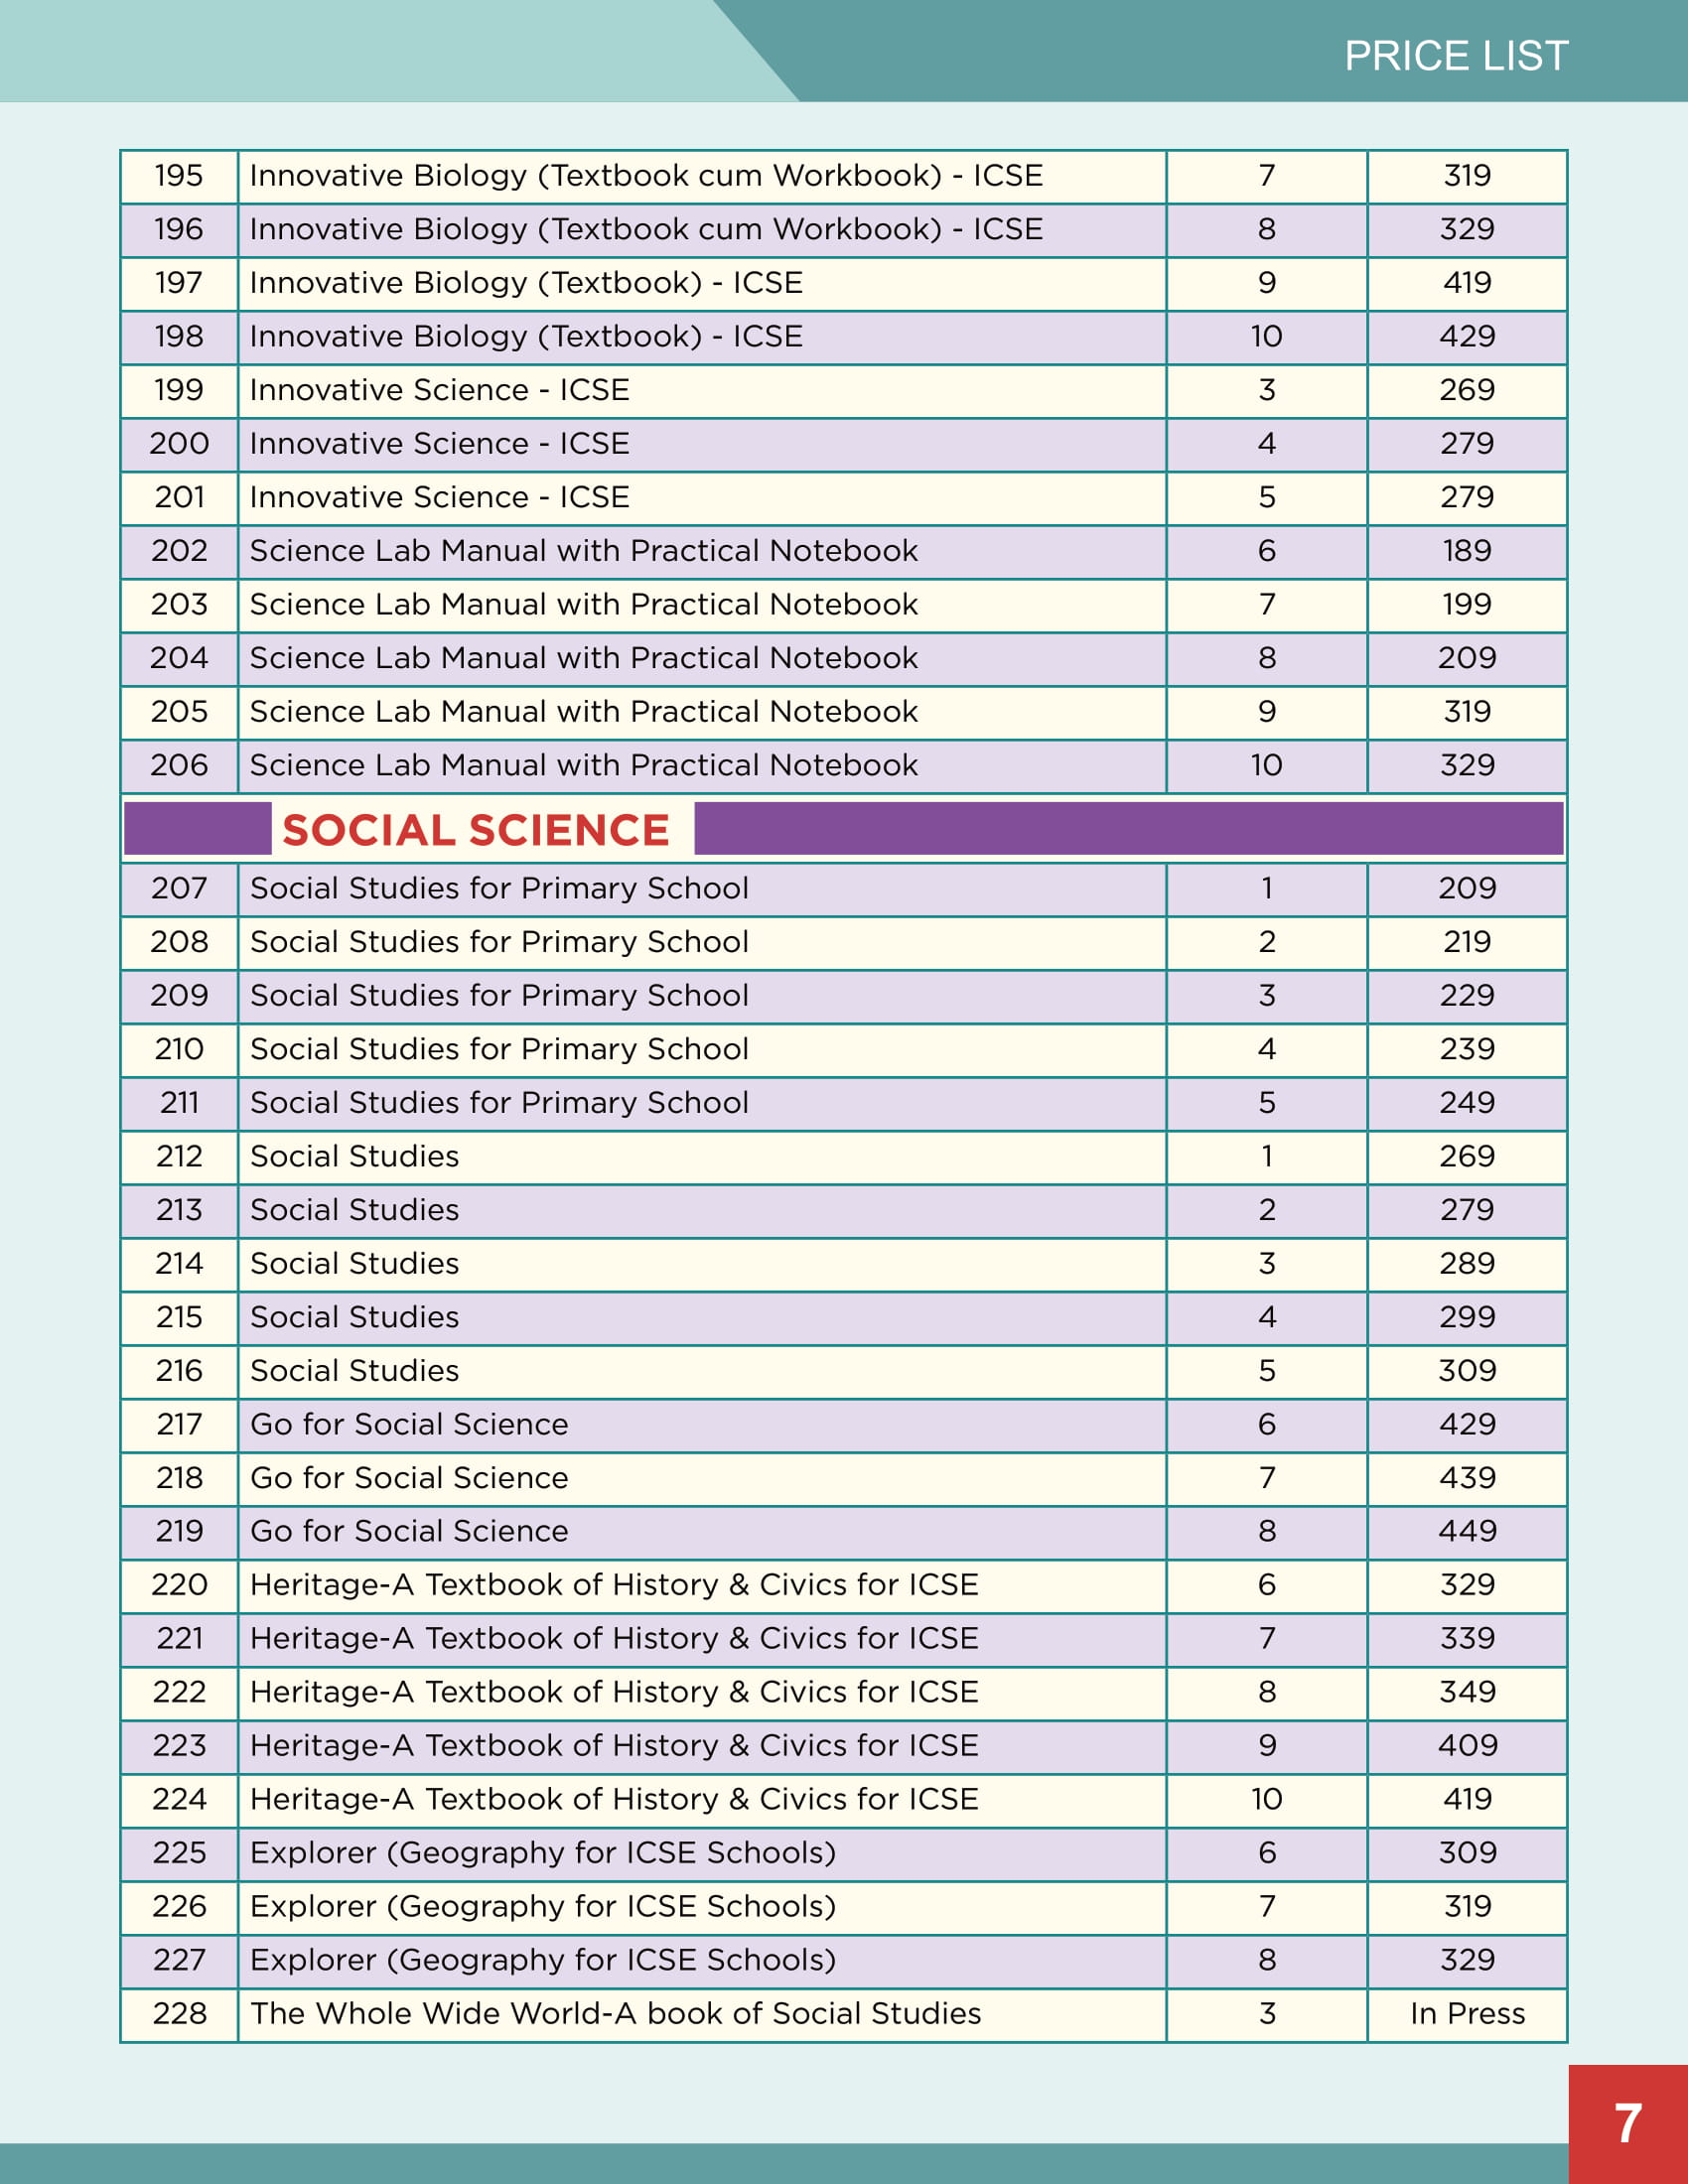 PRICE LIST
195 Innovative Biology (Textbook cum Workbook) - ICSE 7 319
196 Innovative Biology (Textbook cum Workbook) - ICSE 8 329
197 Innovative Biology (Textbook) - ICSE 9 419
198 Innovative Biology (Textbook) - ICSE 10 429
199 Innovative Science - ICSE 3 269
200 Innovative Science - ICSE 4 279
201 Innovative Science - ICSE 5 279
202 Science Lab Manual with Practical Notebook 6 189
203 Science Lab Manual with Practical Notebook 7 199
204 Science Lab Manual with Practical Notebook 8 209
205 Science Lab Manual with Practical Notebook 9 319
206 Science Lab Manual with Practical Notebook 10 329
SOCIAL SCIENCE
207 Social Studies for Primary School 1 209
208 Social Studies for Primary School 2 219
209 Social Studies for Primary School 3 229
210 Social Studies for Primary School 4 239
211 Social Studies for Primary School 5 249
212 Social Studies 1 269
213 Social Studies 2 279
214 Social Studies 3 289
215 Social Studies 4 299
216 Social Studies 5 309
217 Go for Social Science 6 429
218 Go for Social Science 7 439
219 Go for Social Science 8 449
220 Heritage-A Textbook of History & Civics for ICSE 6 329
221 Heritage-A Textbook of History & Civics for ICSE 7 339
222 Heritage-A Textbook of History & Civics for ICSE 8 349
223 Heritage-A Textbook of History & Civics for ICSE 9 409
224 Heritage-A Textbook of History & Civics for ICSE 10 419
225 Explorer (Geography for ICSE Schools) 6 309
226 Explorer (Geography for ICSE Schools) 7 319
227 Explorer (Geography for ICSE Schools) 8 329
228 The Whole Wide World-A book of Social Studies 3 In Press
7